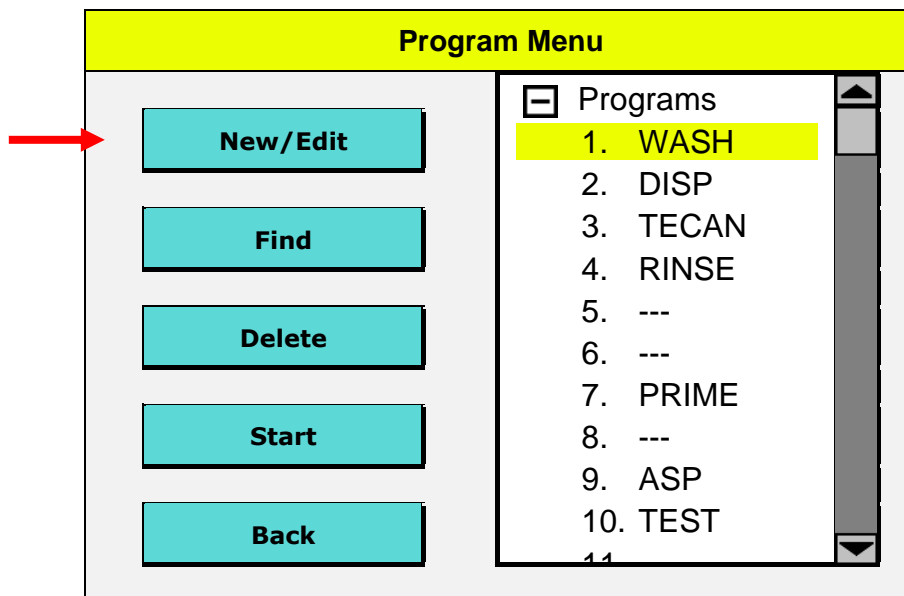 Program Menu
New/Edit
Find
Delete
Start
Back
Programs
1. WASH
2. DISP
3. TECAN
4. RINSE
5. ---
6. ---
7. PRIME
8. ---
9. ASP
10. TEST
11